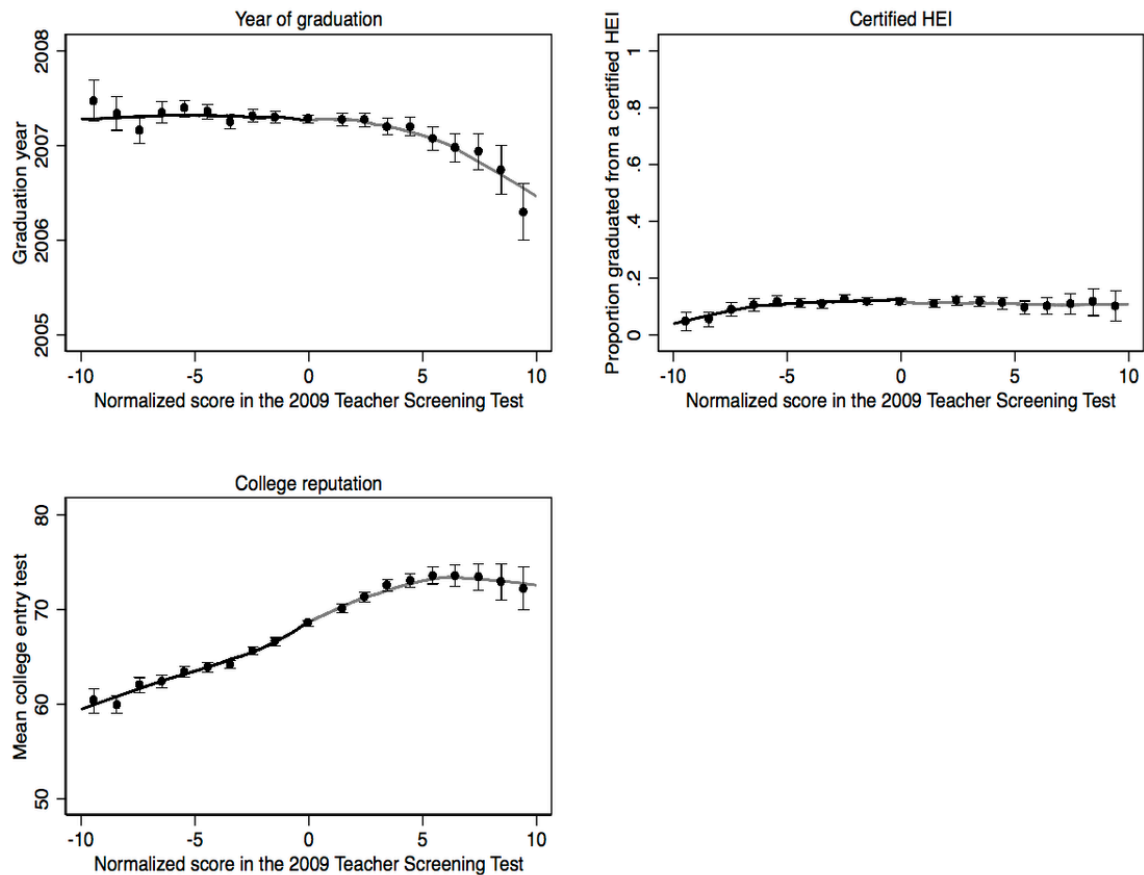 Year of graduation
Graduation year
2008
2007
2006
2005
-10 -5 0 5 10
Normalized score in the 2009 Teacher Screening Test
Certified HEI
Proportion graduated from a certified HEI
1
.8
.6
.4
.2
0
-10 -5 0 5 10
Normalized score in the 2009 Teacher Screening Test
College reputation
Mean college entry test
80
70
60
50
-10 -5 0 5 10
Normalized score in the 2009 Teacher Screening Test